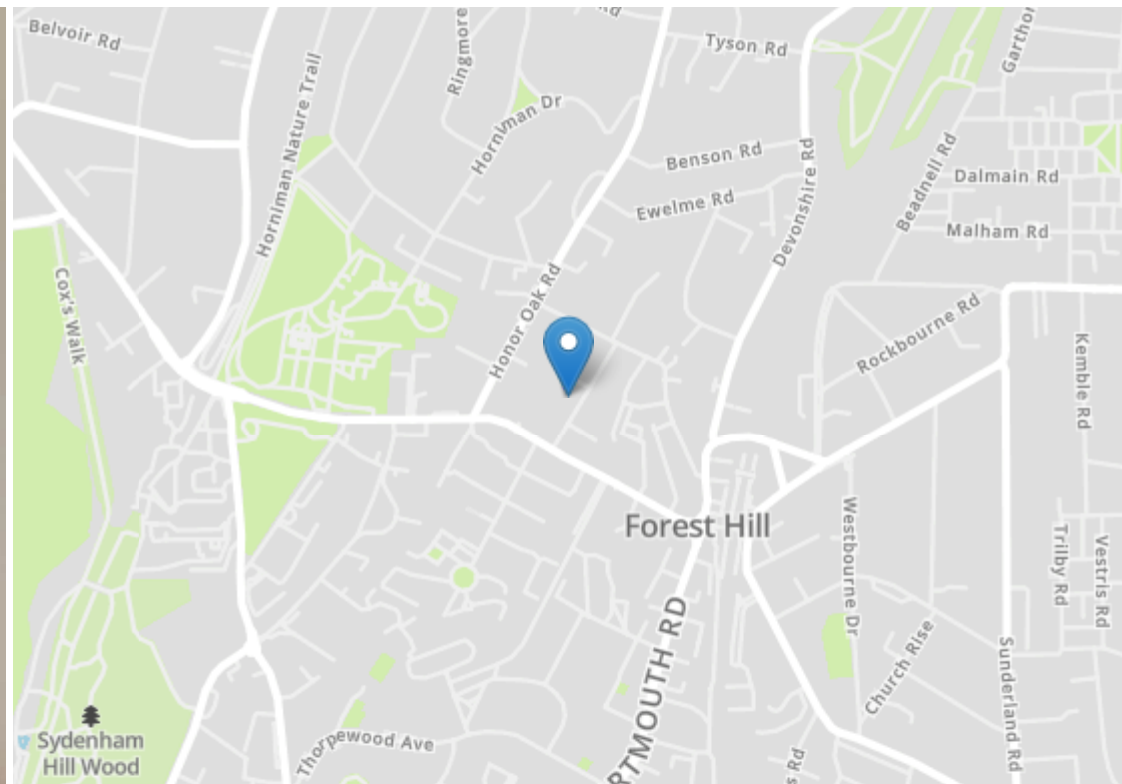 Belvoir Rd
Horniman Nature Trail
Ringmore
Horniman Dr
Tyson Rd
Benson Rd
Ewelme Rd
Devonshire Rd
Beadnell Rd
Dalmain Rd
Malham Rd
Cox's Walk
Honor Oak Rd
Rockbourne Rd
Kemble Rd
Forest Hill
Westbourne Dr
Trilby Rd
Vestris Rd
Church Rise
Sunderland Rd
Thorpewood Ave
Sydenham
Hill Wood